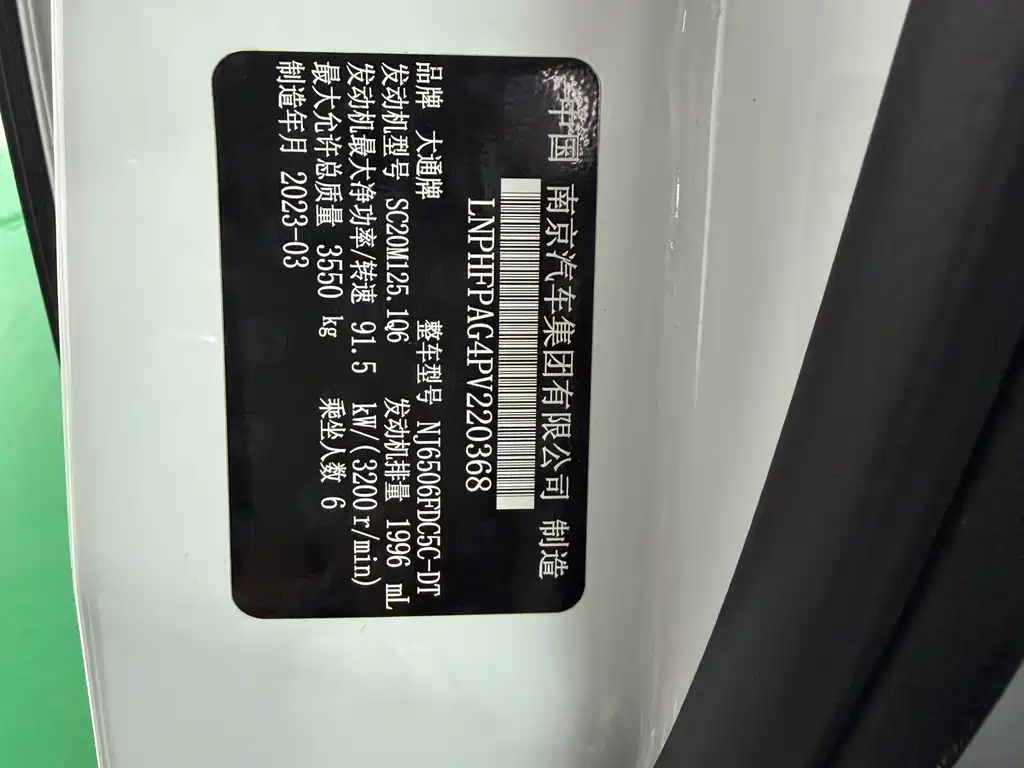 中国 南京汽车集团有限公司 制造
LNPHFPAG4PV220368
品牌 大通牌 整车型号 NJ6506FDC5C-DT
发动机型号 SC20M125.1Q6 发动机排量 1996 mL
发动机最大净功率/转速 91.5 kW/(3200r/min)
最大允许总质量 3550 kg 乘坐人数 6
制造年月 2023-03